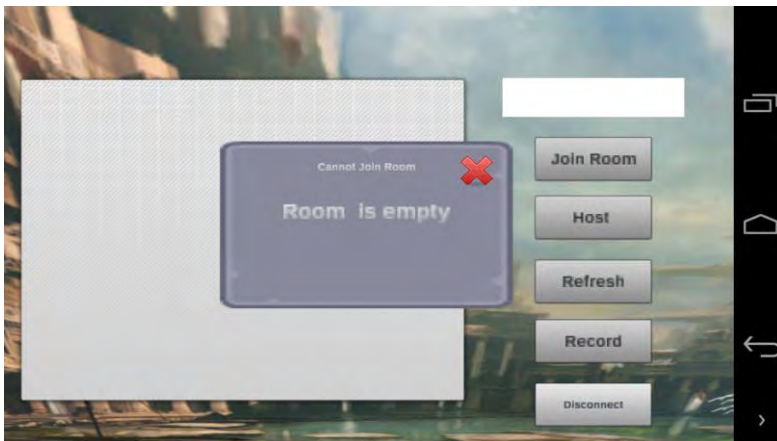 Cannot Join Room
Room is empty
Join Room
Host
Refresh
Record
Disconnect